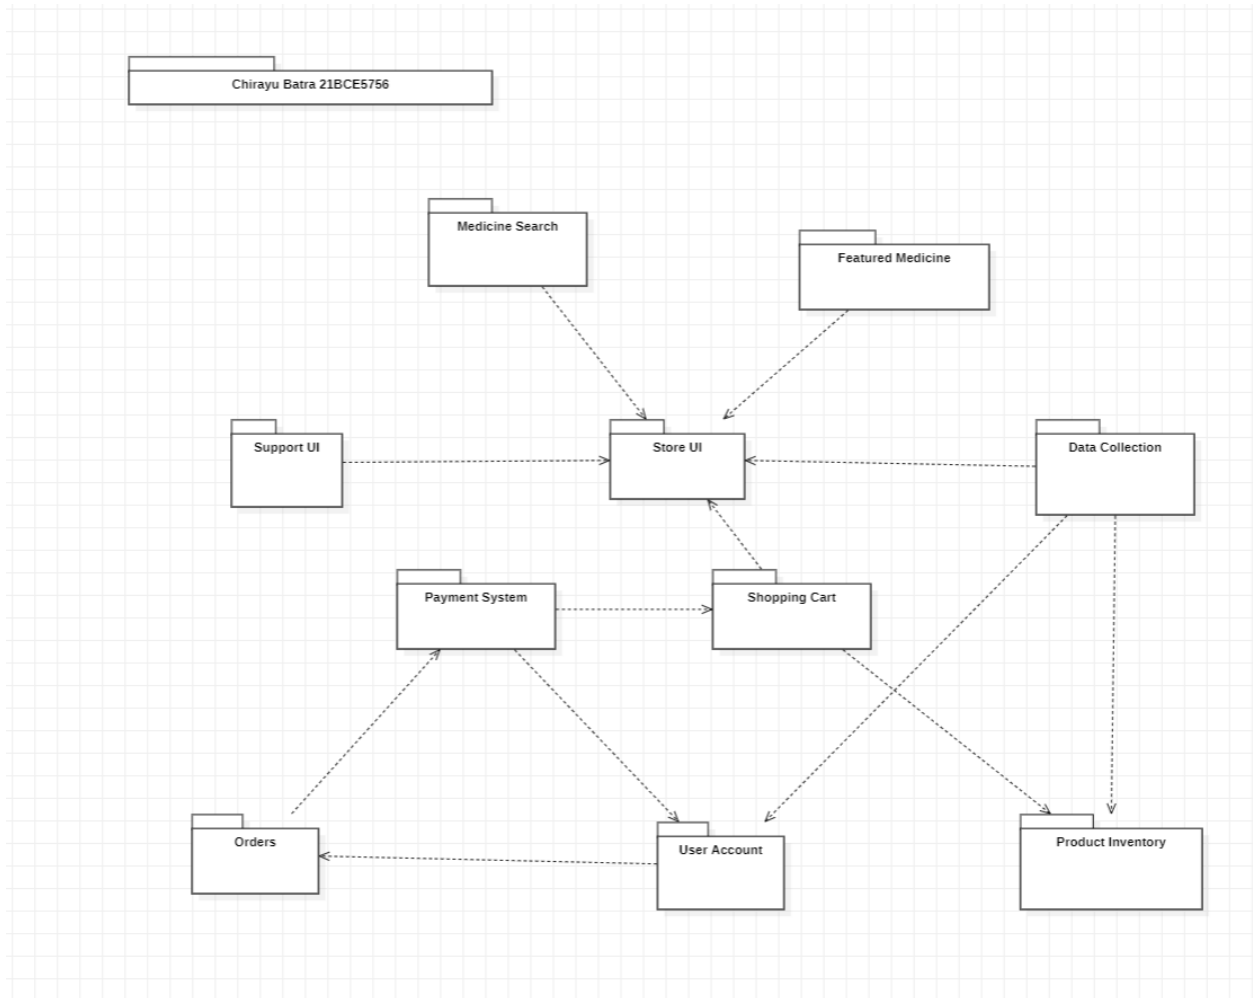 Chirayu Batra 21BCE5756
Medicine Search
Featured Medicine
Support UI
Store UI
Data Collection
Payment System
Shopping Cart
Orders
User Account
Product Inventory